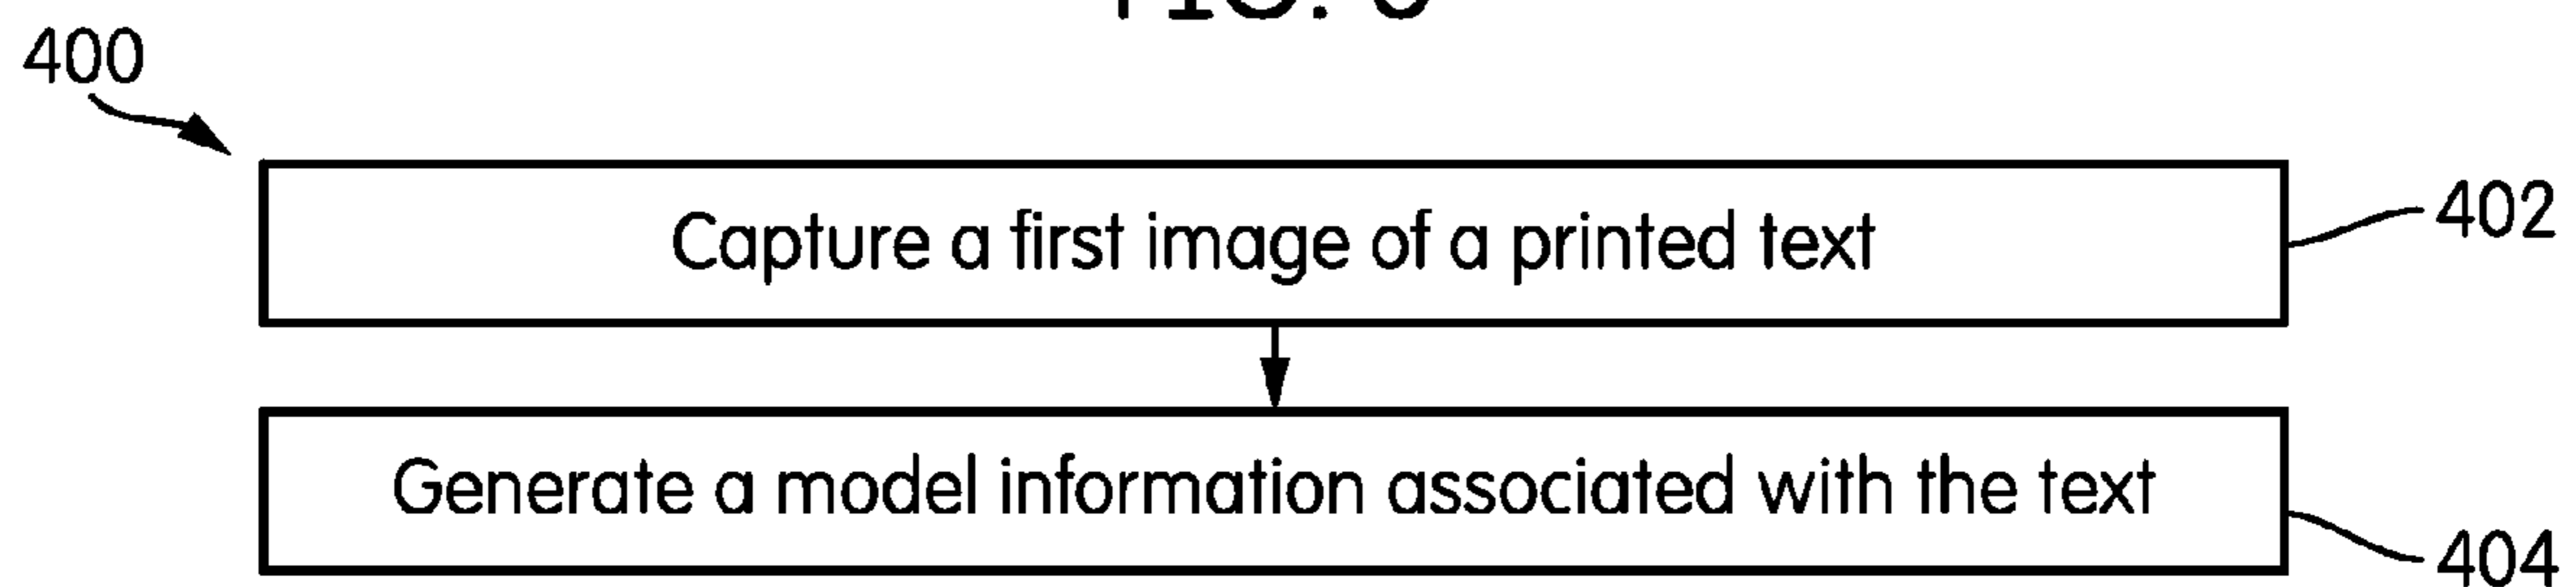 400
Capture a first image of a printed text
402
Generate a model information associated with the text
404